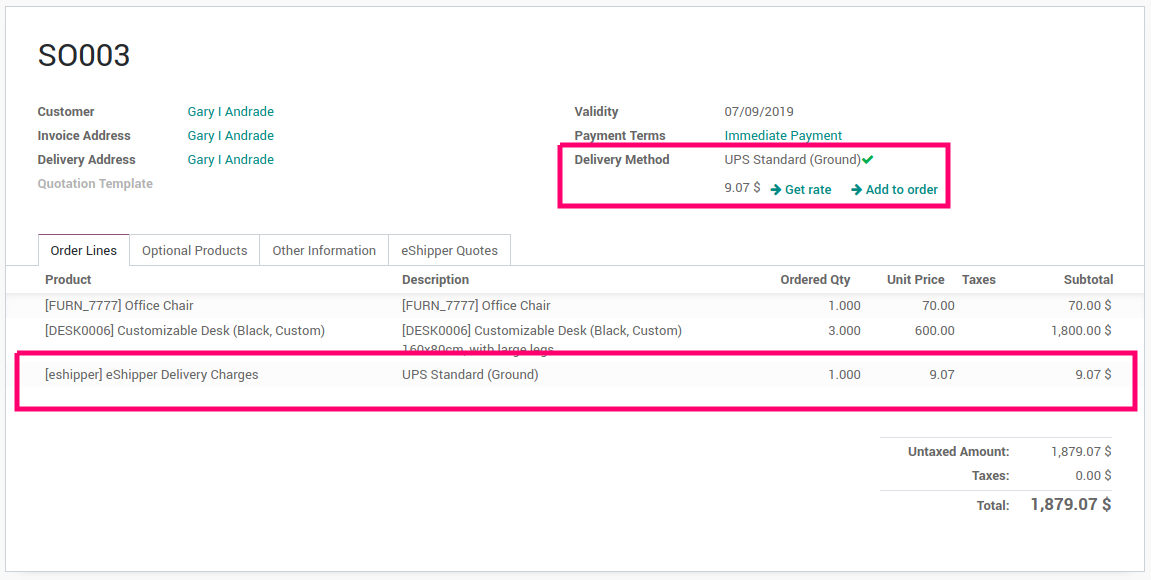 SO003
Customer Gary I Andrade Validity 07/09/2019
Invoice Address Gary I Andrade Payment Terms Immediate Payment
Delivery Address Gary I Andrade Delivery Method UPS Standard (Ground)
Quotation Template 9.07 $ Get rate Add to order
Order Lines Optional Products Other Information eShipper Quotes
Product Description Ordered Qty Unit Price Taxes Subtotal
[FURN_7777] Office Chair [FURN_7777] Office Chair 1.000 70.00 70.00 $
[DESK0006] Customizable Desk (Black, Custom) [DESK0006] Customizable Desk (Black, Custom) 3.000 600.00 1,800.00 $
160x80cm, with large legs
[eshipper] eShipper Delivery Charges UPS Standard (Ground) 1.000 9.07 9.07 $
Untaxed Amount: 1,879.07 $
Taxes: 0.00 $
Total: 1,879.07 $